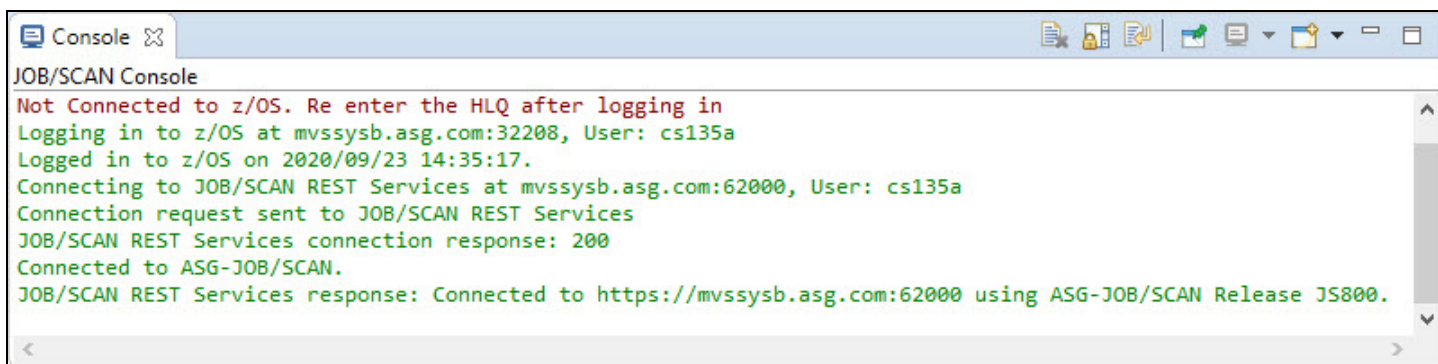 Console
JOB/SCAN Console
Not Connected to z/OS. Re enter the HLQ after logging in
Logging in to z/OS at mvssysb.asg.com:32208, User: cs135a
Logged in to z/OS on 2020/09/23 14:35:17.
Connecting to JOB/SCAN REST Services at mvssysb.asg.com:62000, User: cs135a
Connection request sent to JOB/SCAN REST Services
JOB/SCAN REST Services connection response: 200
Connected to ASG-JOB/SCAN.
JOB/SCAN REST Services response: Connected to https://mvssysb.asg.com:62000 using ASG-JOB/SCAN Release JS800.